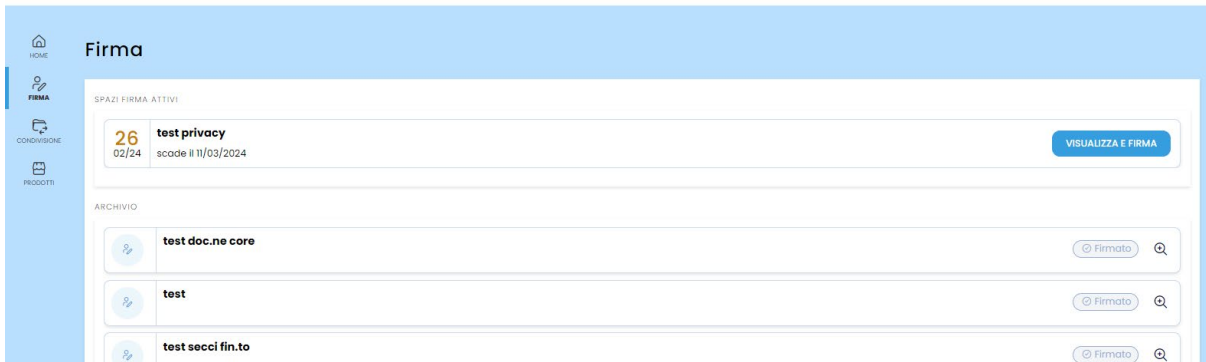 HOME
FIRMA
CONDIVISIONE
PRODOTTI
Firma
SPAZI FIRMA ATTIVI
26
02/24
test privacy
scade il 11/03/2024
VISUALIZZA E FIRMA
ARCHIVIO
test doc.ne core
Firmato
test
Firmato
test secci fin.to
Firmato